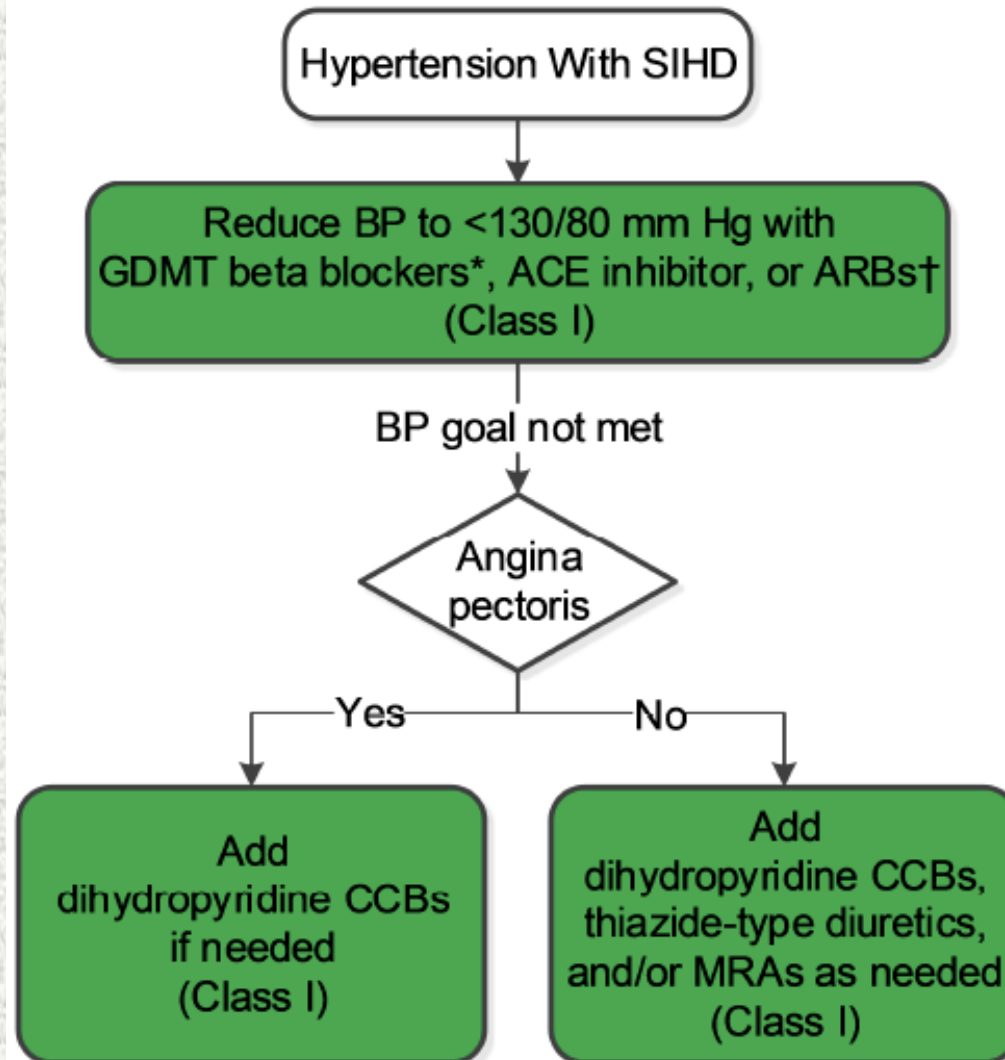 Hypertension With SIHD
Reduce BP to <130/80 mm Hg with
GDMT beta blockers*, ACE inhibitor, or ARBs†
(Class I)
BP goal not met
Angina
pectoris
Yes
No
Add
dihydropyridine CCBs
if needed
(Class I)
Add
dihydropyridine CCBs,
thiazide-type diuretics,
and/or MRAs as needed
(Class I)